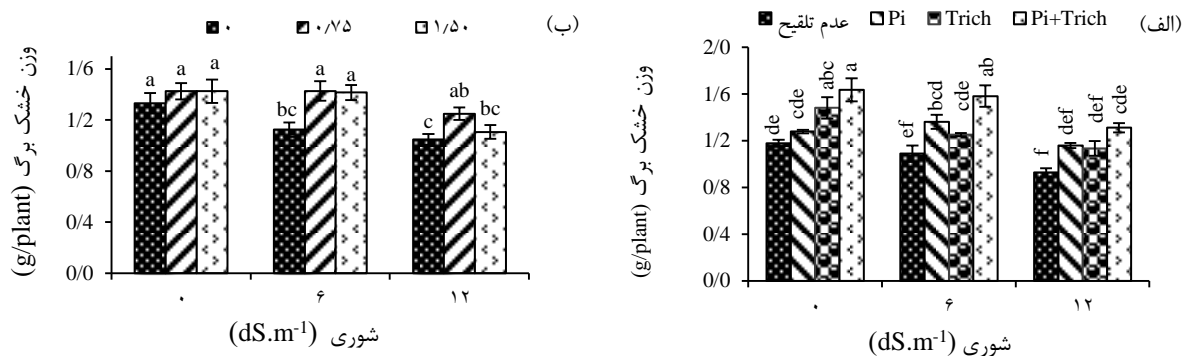 (الف)
عدم تلقیح Pi Trich Pi+Trich
وزن خشک برگ (g/plant)
2/0
1/6
1/2
0/8
0/4
0/0
de cde abc a
ef bcd cde ab
f def def cde
۰ ۶ ۱۲
شوری (dS.m⁻¹)
(ب)
۰ ۰٫۷۵ ۱٫۵۰
وزن خشک برگ (g/plant)
1/6
1/2
0/8
0/4
0/0
a a a
bc a a
c ab bc
۰ ۶ ۱۲
شوری (dS.m⁻¹)